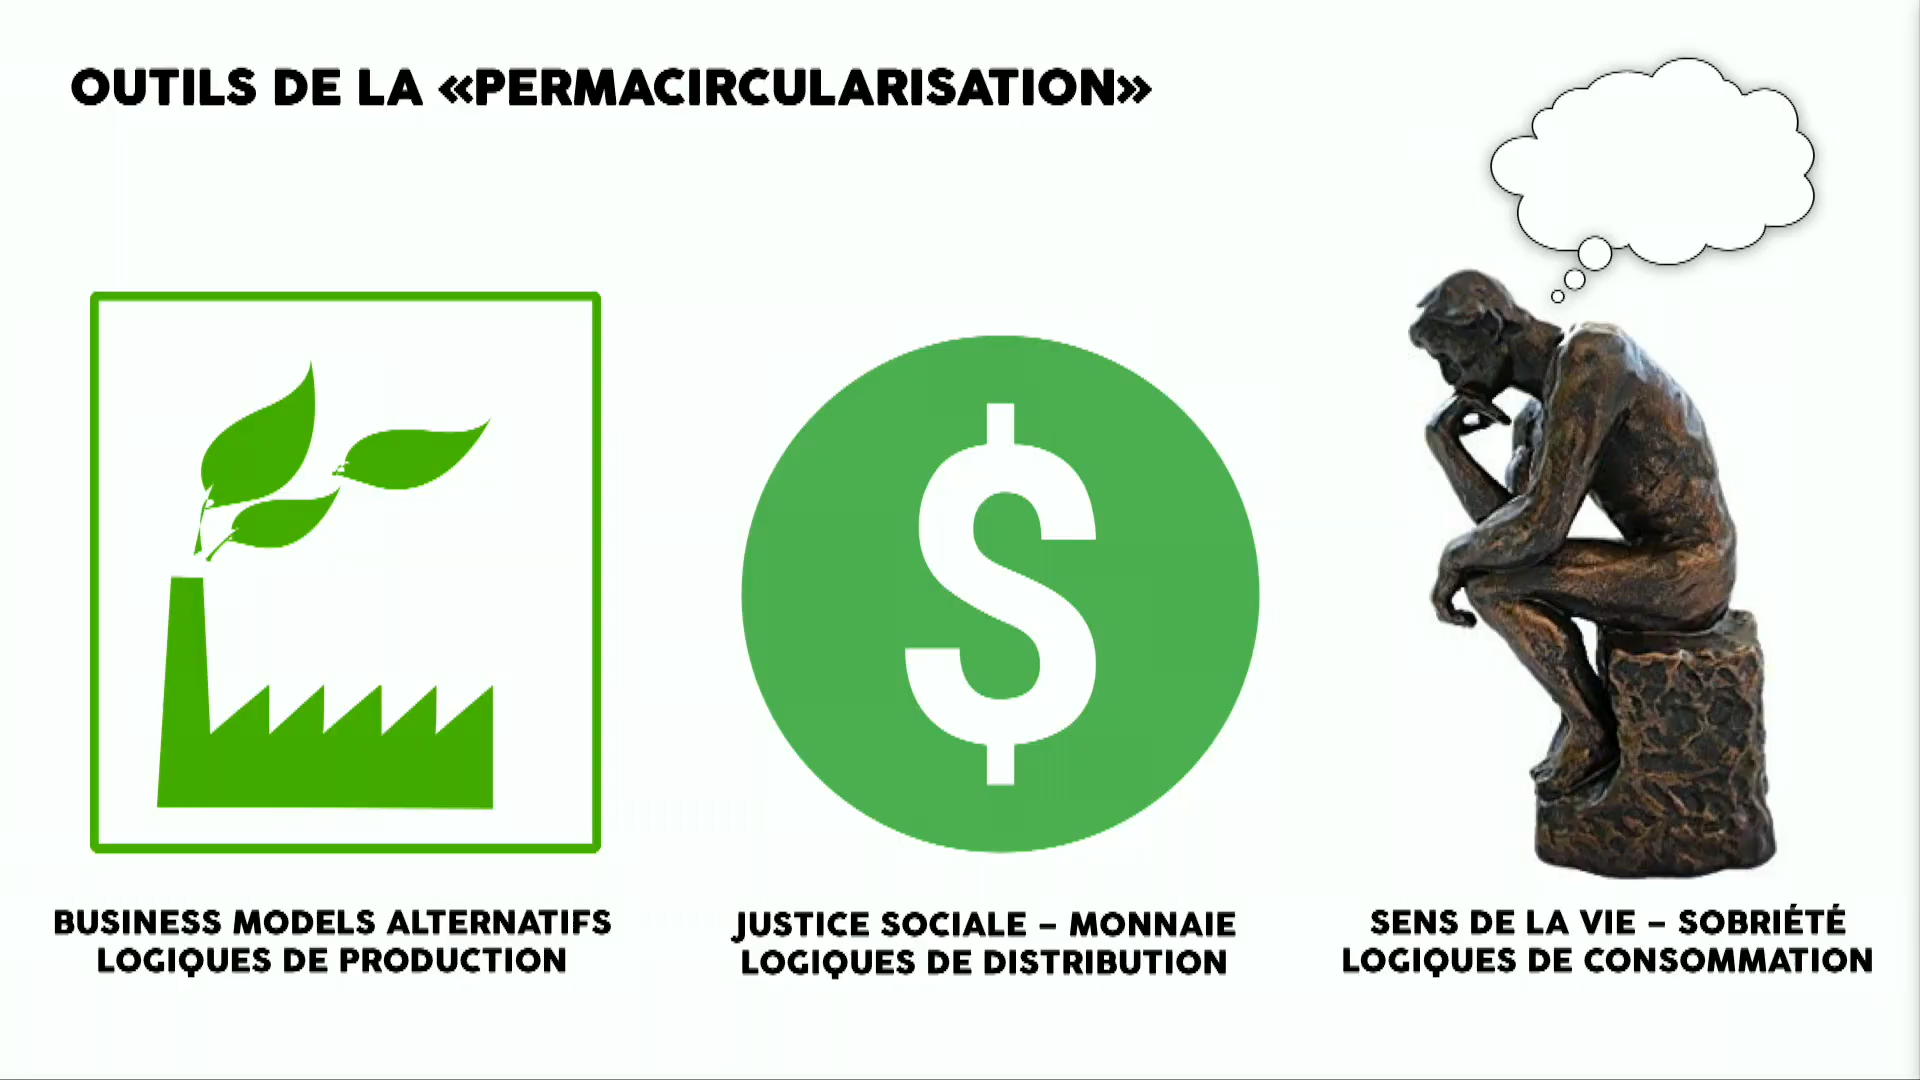 OUTILS DE LA «PERMACIRCULARISATION»
BUSINESS MODELS ALTERNATIFS
LOGIQUES DE PRODUCTION
JUSTICE SOCIALE – MONNAIE
LOGIQUES DE DISTRIBUTION
SENS DE LA VIE – SOBRIÉTÉ
LOGIQUES DE CONSOMMATION